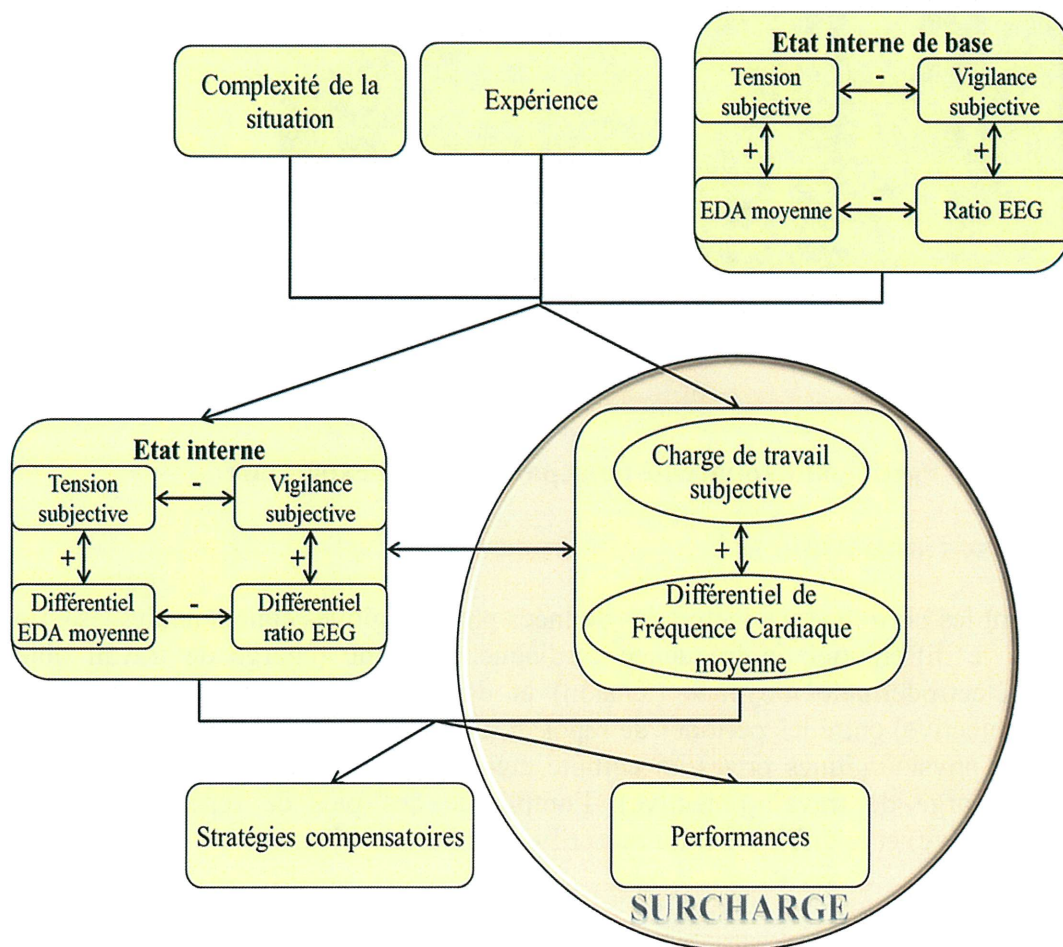 Complexité de la
situation
Expérience
Etat interne de base
Tension
subjective
-
Vigilance
subjective
+
+
EDA moyenne
-
Ratio EEG
Etat interne
Tension
subjective
-
Vigilance
subjective
+
+
Différentiel
EDA moyenne
-
Différentiel
ratio EEG
Charge de travail
subjective
+
Différentiel de
Fréquence Cardiaque
moyenne
Stratégies compensatoires
Performances
SURCHARGE